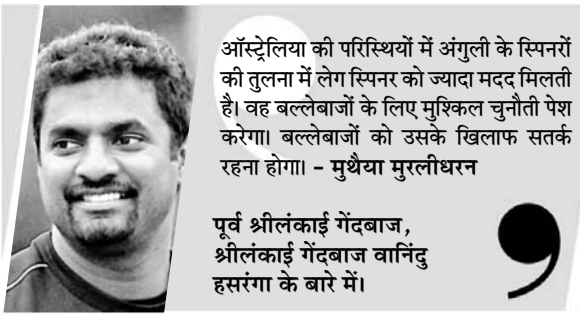 ऑस्ट्रेलिया की परिस्थियों में अंगुली के स्पिनरों
की तुलना में लेग स्पिनर को ज्यादा मदद मिलती
है। वह बल्लेबाजों के लिए मुश्किल चुनौती पेश
करेगा। बल्लेबाजों को उसके खिलाफ सतर्क
रहना होगा। – मुथैया मुरलीधरन
पूर्व श्रीलंकाई गेंदबाज,
श्रीलंकाई गेंदबाज वानिंदु
हसरंगा के बारे में।